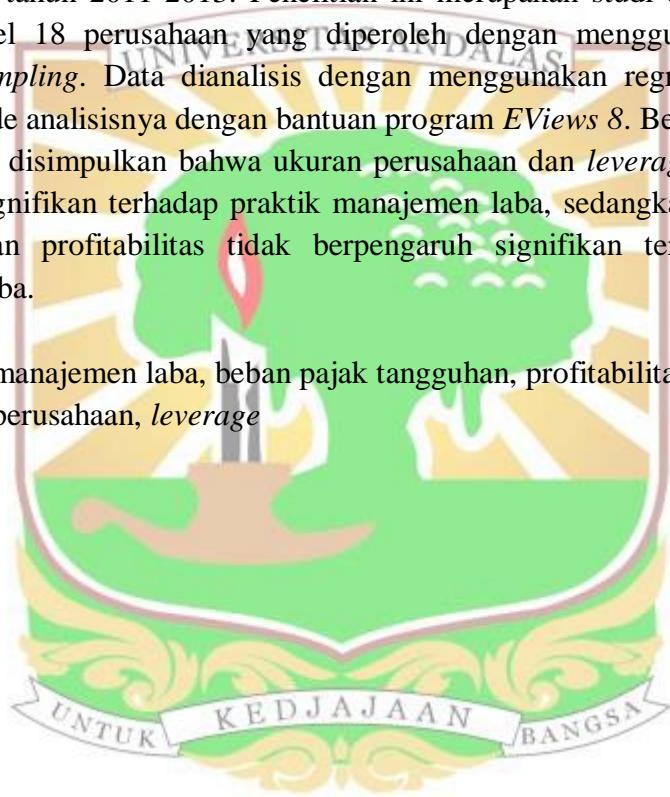 tahun 2011-2015. Penelitian ini merupakan studi
el 18 perusahaan yang diperoleh dengan menggu
UNIVERSITAS ANDALAS
mpling. Data dianalisis dengan menggunakan regr
de analisisnya dengan bantuan program EViews 8. Be
disimpulkan bahwa ukuran perusahaan dan leverag
gnifikan terhadap praktik manajemen laba, sedangka
an profitabilitas tidak berpengaruh signifikan ter
ba.
manajemen laba, beban pajak tangguhan, profitabilita
perusahaan, leverage
UNTUK KEDJAJAAN BANGSA